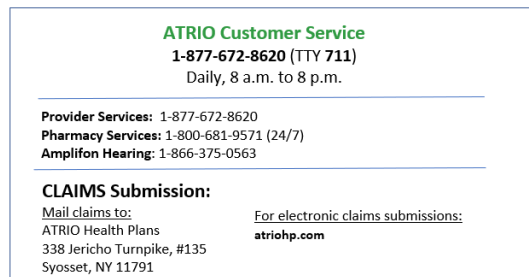 ATRIO Customer Service
1-877-672-8620 (TTY 711)
Daily, 8 a.m. to 8 p.m.
Provider Services: 1-877-672-8620
Pharmacy Services: 1-800-681-9571 (24/7)
Amplifon Hearing: 1-866-375-0563
CLAIMS Submission:
Mail claims to:
ATRIO Health Plans
338 Jericho Turnpike, #135
Syosset, NY 11791
For electronic claims submissions:
atriohp.com